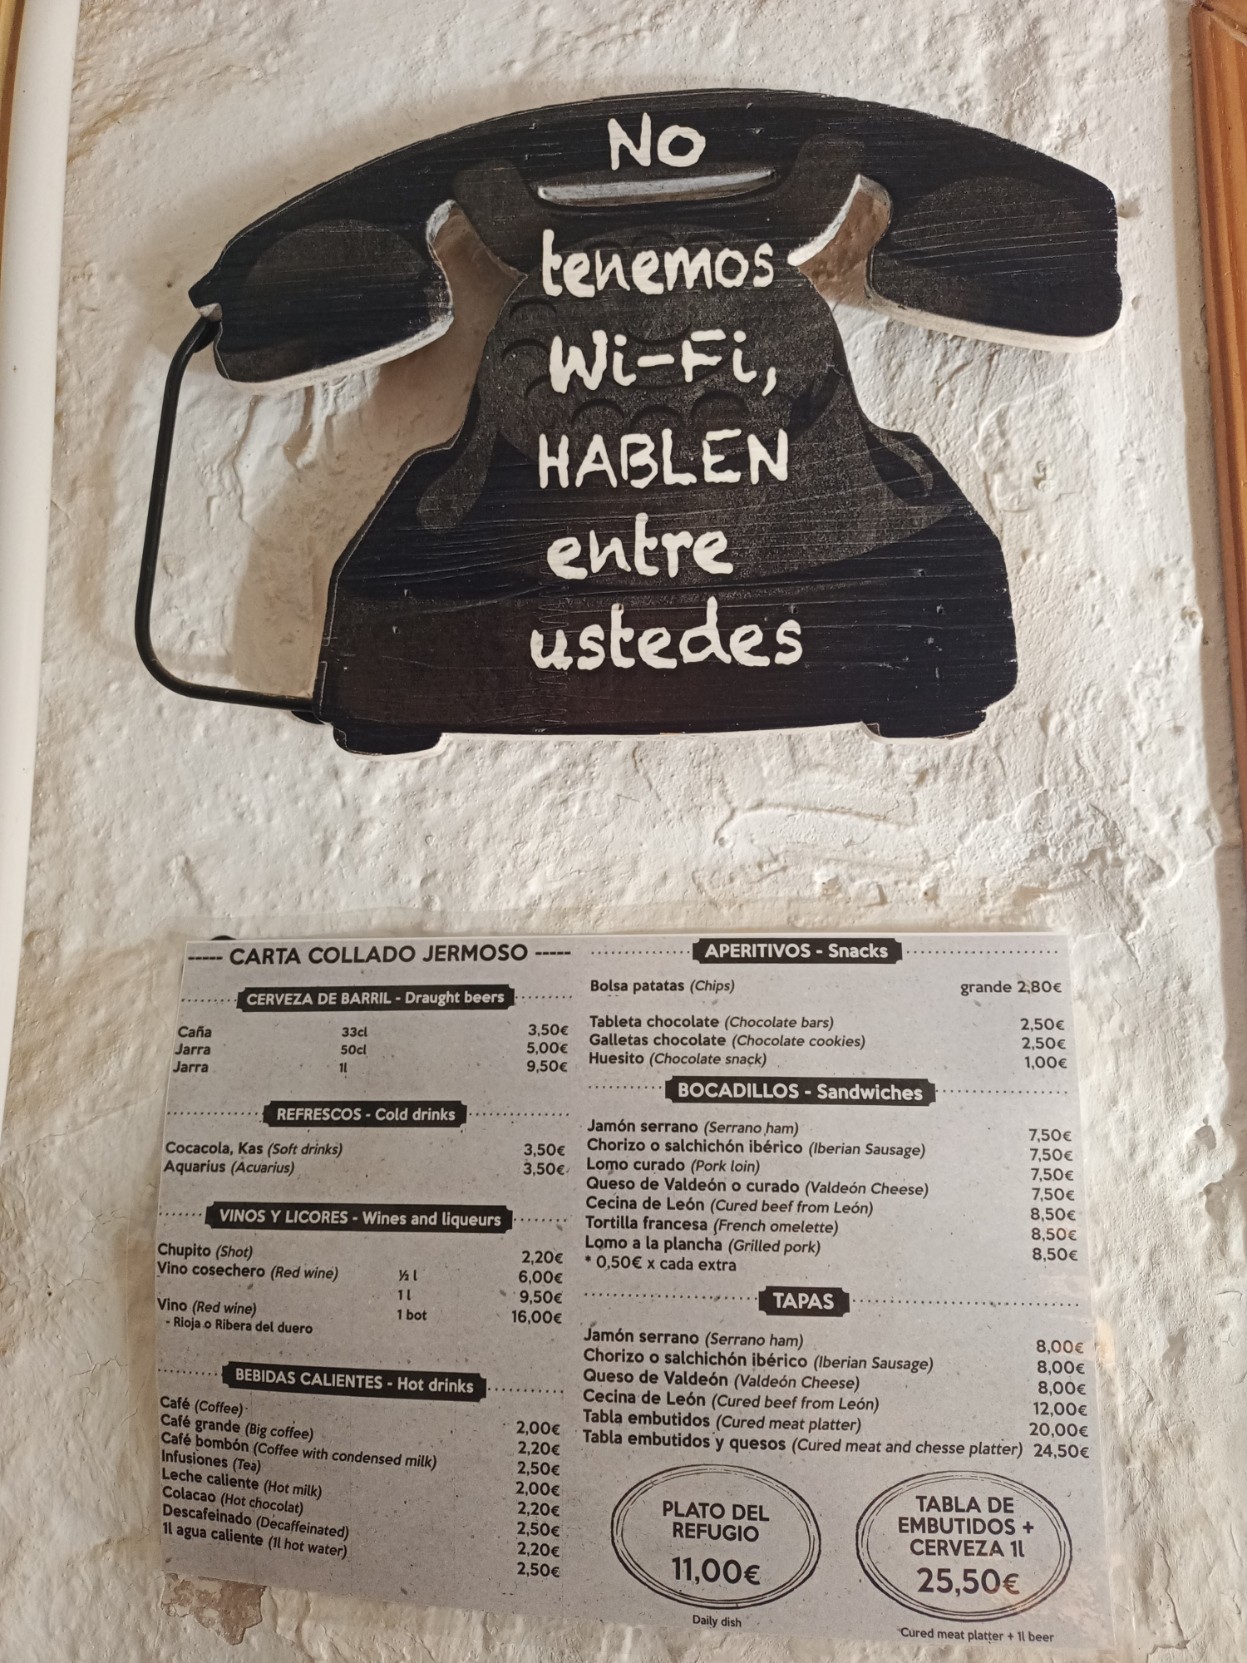 No
tenemos
Wi-Fi,
HABLEN
entre
ustedes
----- CARTA COLLADO JERMOSO -----
CERVEZA DE BARRIL - Draught beers
Caña 33cl 3,50€
Jarra 50cl 5,00€
Jarra 1l 9,50€
REFRESCOS - Cold drinks
Cocacola, Kas (Soft drinks) 3,50€
Aquarius (Acuarius) 3,50€
VINOS Y LICORES - Wines and liqueurs
Chupito (Shot) 2,20€
Vino cosechero (Red wine) ½ l 6,00€
1 l 9,50€
Vino (Red wine) 1 bot 16,00€
- Rioja o Ribera del duero
BEBIDAS CALIENTES - Hot drinks
Café (Coffee) 2,00€
Café grande (Big coffee) 2,20€
Café bombón (Coffee with condensed milk) 2,50€
Infusiones (Tea) 2,00€
Leche caliente (Hot milk) 2,20€
Colacao (Hot chocolat) 2,50€
Descafeinado (Decaffeinated) 2,20€
1l agua caliente (1l hot water) 2,50€
APERITIVOS - Snacks
Bolsa patatas (Chips) grande 2,80€
Tableta chocolate (Chocolate bars) 2,50€
Galletas chocolate (Chocolate cookies) 2,50€
Huesito (Chocolate snack) 1,00€
BOCADILLOS - Sandwiches
Jamón serrano (Serrano ham) 7,50€
Chorizo o salchichón ibérico (Iberian Sausage) 7,50€
Lomo curado (Pork loin) 7,50€
Queso de Valdeón o curado (Valdeón Cheese) 7,50€
Cecina de León (Cured beef from León) 8,50€
Tortilla francesa (French omelette) 8,50€
Lomo a la plancha (Grilled pork) 8,50€
* 0,50€ x cada extra
TAPAS
Jamón serrano (Serrano ham) 8,00€
Chorizo o salchichón ibérico (Iberian Sausage) 8,00€
Queso de Valdeón (Valdeón Cheese) 8,00€
Cecina de León (Cured beef from León) 12,00€
Tabla embutidos (Cured meat platter) 20,00€
Tabla embutidos y quesos (Cured meat and chesse platter) 24,50€
PLATO DEL
REFUGIO
11,00€
Daily dish
TABLA DE
EMBUTIDOS +
CERVEZA 1l
25,50€
Cured meat platter + 1l beer